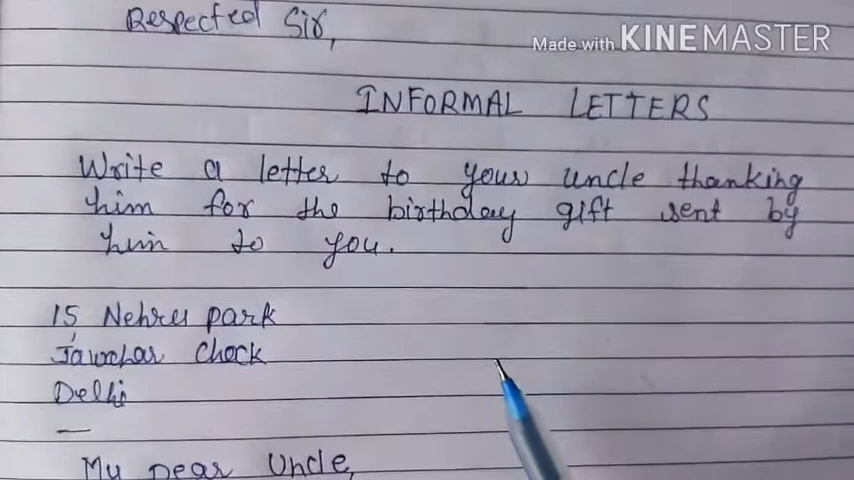 Respected Sir,
Made with KINEMASTER
INFORMAL LETTERS
Write a letter to your uncle thanking
him for the birthday gift sent by
him to you.
15 Nehru park
Jawahar Chock
Delhi
—
My Dear Uncle,